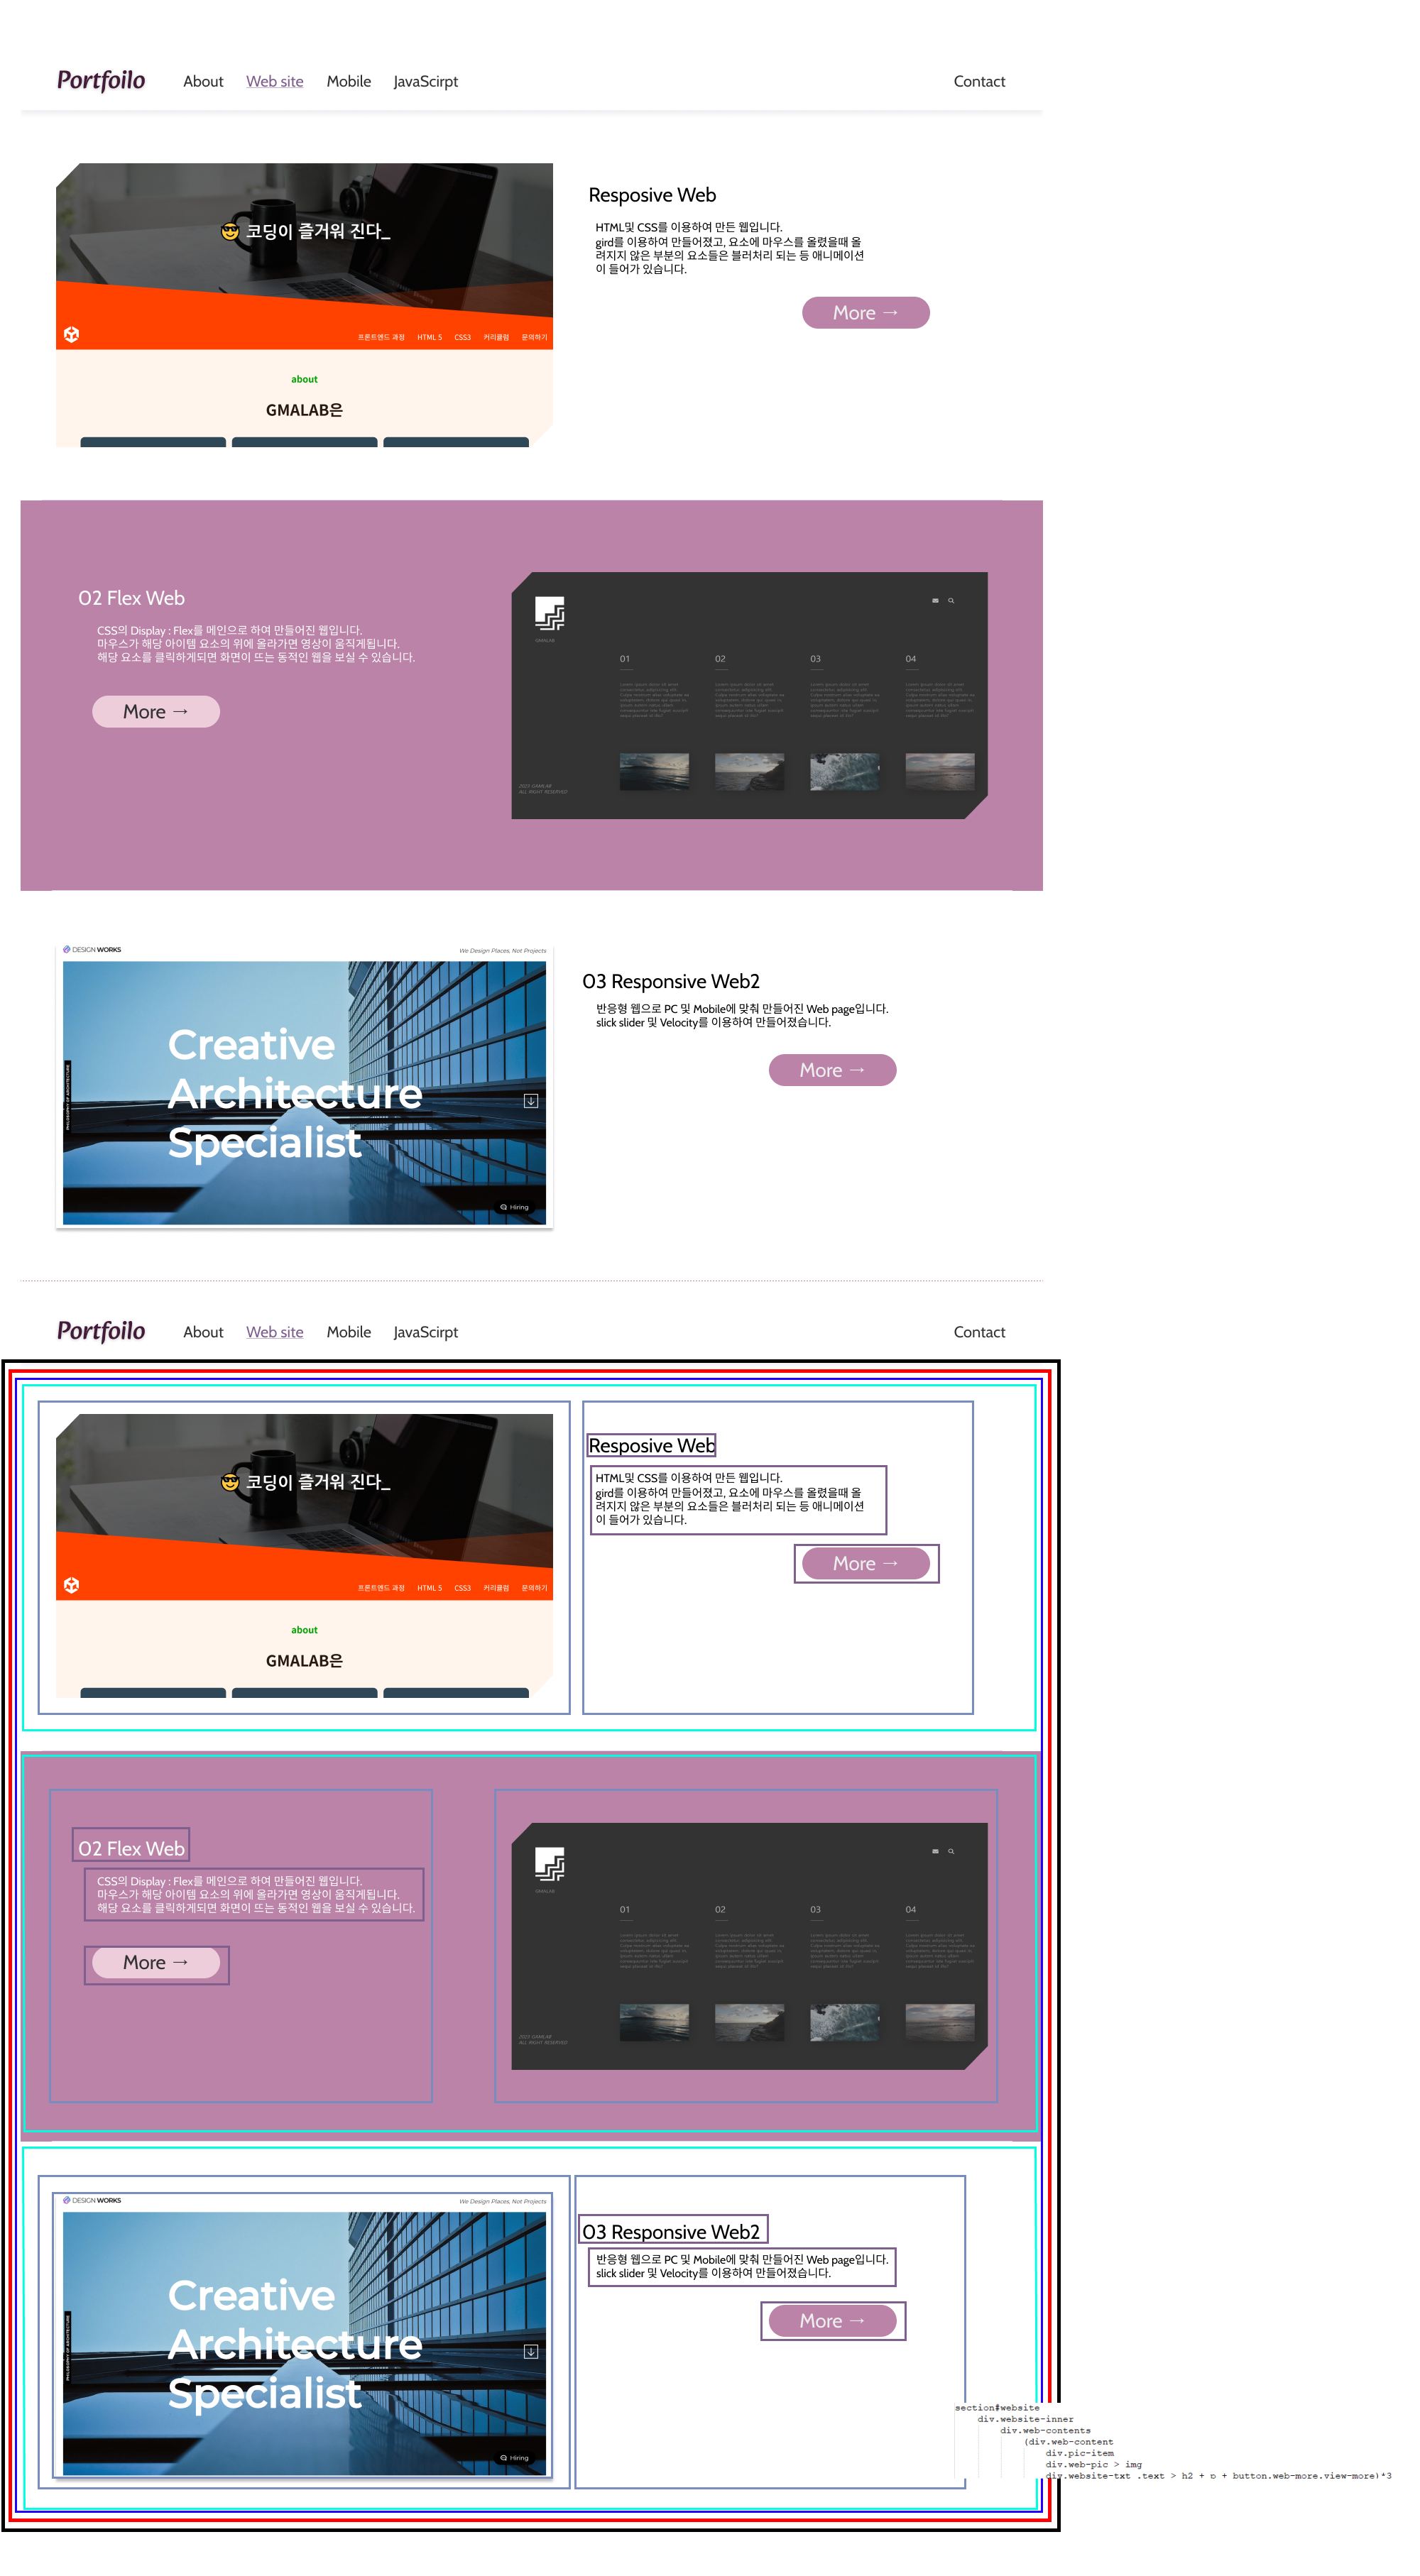 Portfoilo
About
Web site
Mobile
JavaScirpt
Contact
😎 코딩이 즐거워 진다_
프론트엔드 과정
HTML 5
CSS3
커리큘럼
문의하기
about
GMALAB은
Resposive Web
HTML및 CSS를 이용하여 만든 웹입니다.
gird를 이용하여 만들어졌고, 요소에 마우스를 올렸을때 올
려지지 않은 부분의 요소들은 블러처리 되는 등 애니메이션
이 들어가 있습니다.
More →
02 Flex Web
CSS의 Display : Flex를 메인으로 하여 만들어진 웹입니다.
마우스가 해당 아이템 요소의 위에 올라가면 영상이 움직게됩니다.
해당 요소를 클릭하게되면 화면이 뜨는 동적인 웹을 보실 수 있습니다.
More →
GMALAB
01
02
03
04
ALL RIGHT RESERVED
DESIGN WORKS
We Design Places, Not Projects
PHILOSOPHY OF ARCHITECTURE
Creative
Architecture
Specialist
Hiring
03 Responsive Web2
반응형 웹으로 PC 및 Mobile에 맞춰 만들어진 Web page입니다.
slick slider 및 Velocity를 이용하여 만들어졌습니다.
More →
Portfoilo
About
Web site
Mobile
JavaScirpt
Contact
😎 코딩이 즐거워 진다_
프론트엔드 과정
HTML 5
CSS3
커리큘럼
문의하기
about
GMALAB은
Resposive Web
HTML및 CSS를 이용하여 만든 웹입니다.
gird를 이용하여 만들어졌고, 요소에 마우스를 올렸을때 올
려지지 않은 부분의 요소들은 블러처리 되는 등 애니메이션
이 들어가 있습니다.
More →
02 Flex Web
CSS의 Display : Flex를 메인으로 하여 만들어진 웹입니다.
마우스가 해당 아이템 요소의 위에 올라가면 영상이 움직게됩니다.
해당 요소를 클릭하게되면 화면이 뜨는 동적인 웹을 보실 수 있습니다.
More →
GMALAB
01
02
03
04
ALL RIGHT RESERVED
DESIGN WORKS
We Design Places, Not Projects
PHILOSOPHY OF ARCHITECTURE
Creative
Architecture
Specialist
Hiring
03 Responsive Web2
반응형 웹으로 PC 및 Mobile에 맞춰 만들어진 Web page입니다.
slick slider 및 Velocity를 이용하여 만들어졌습니다.
More →
section#website
div.website-inner
div.web-contents
(div.web-content
div.pic-item
div.web-pic > img
div.website-txt .text > h2 + p + button.web-more.view-more)*3